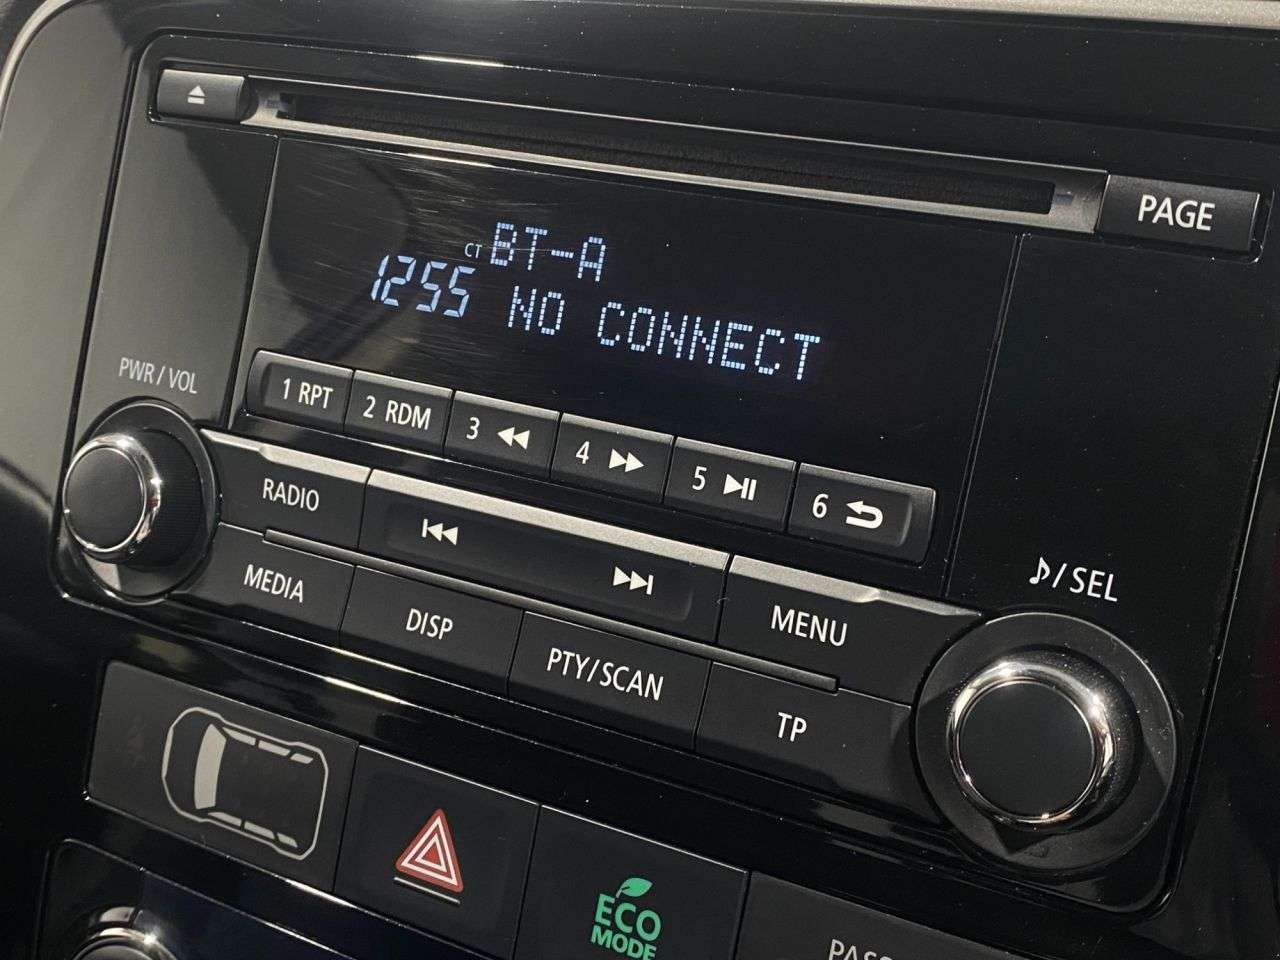 PAGE
CT BT-A
1255 NO CONNECT
PWR / VOL
1 RPT 2 RDM 3 4 5 6
RADIO
MENU
♪/SEL
MEDIA DISP PTY/SCAN TP
ECO
MODE